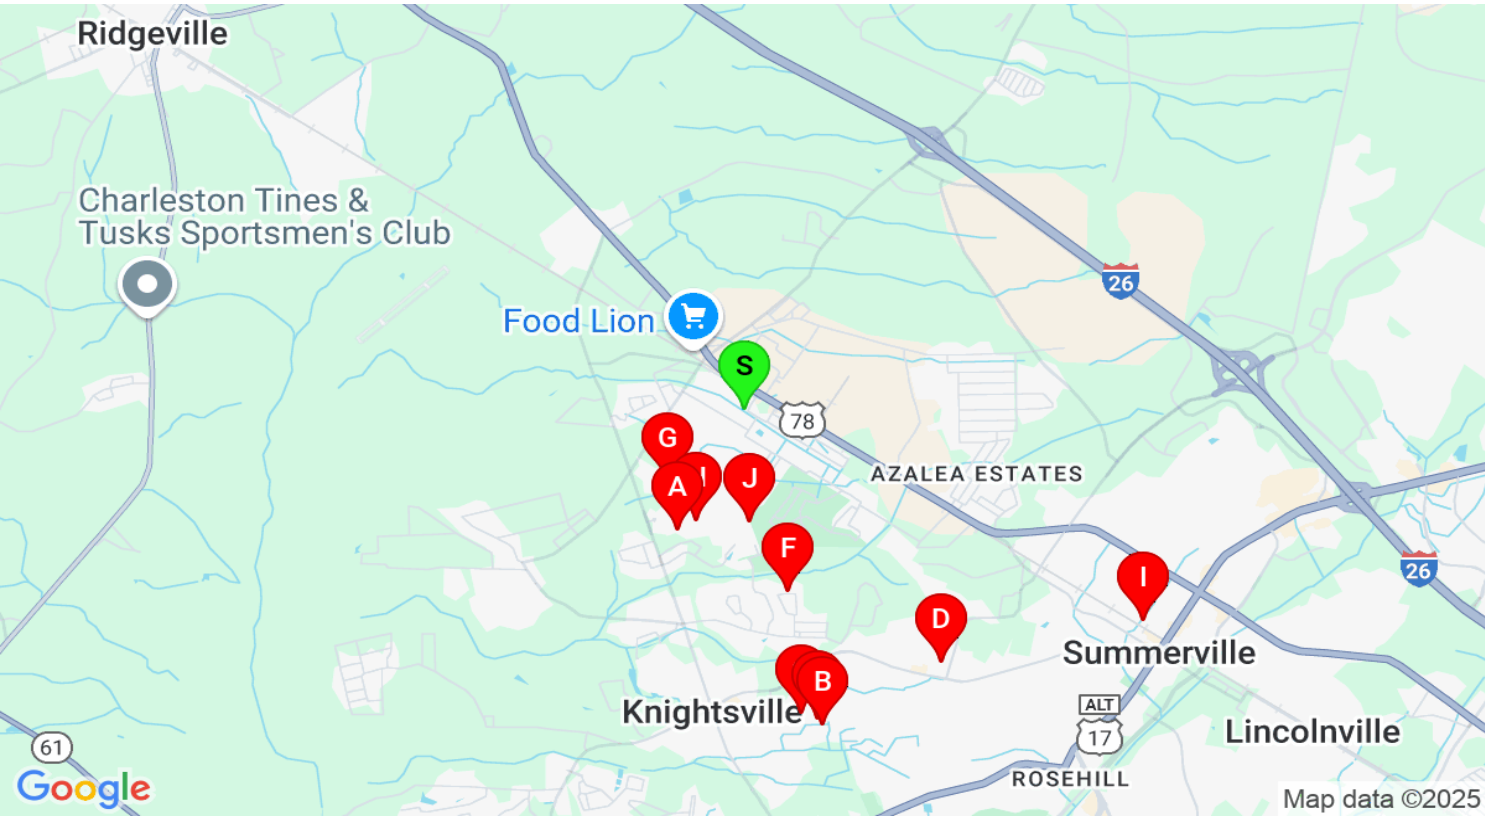 Ridgeville
Charleston Tines &
Tusks Sportsmen's Club
26
Food Lion
S
78
G
A
J
AZALEA ESTATES
F
26
I
D
Summerville
B
Knightsville
ALT
17
Lincolnville
61
ROSEHILL
Google
Map data ©2025